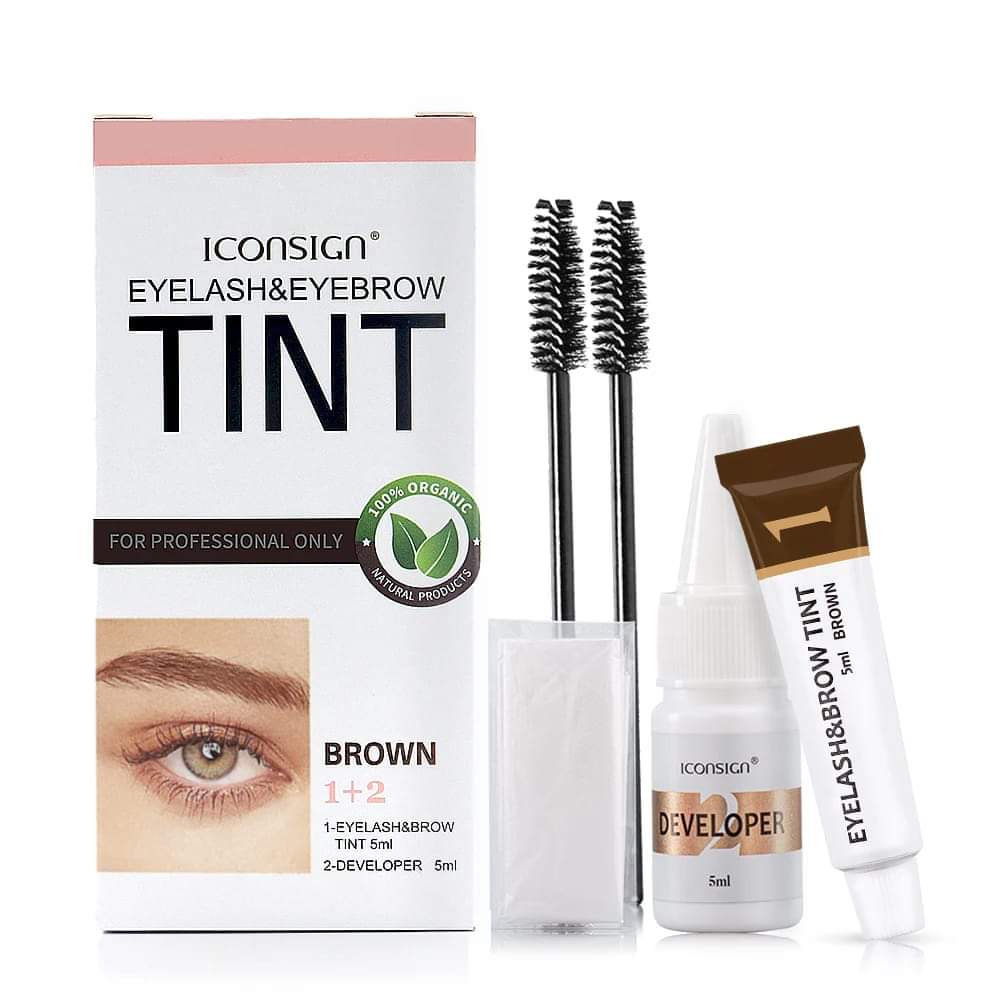 ICONSIGN®
EYELASH&EYEBROW
TINT
FOR PROFESSIONAL ONLY
100% ORGANIC
NATURAL PRODUCTS
BROWN
1+2
1-EYELASH&BROW
TINT 5ml
2-DEVELOPER 5ml
ICONSIGN®
2
DEVELOPER
5ml
1
EYELASH&BROW TINT
5ml BROWN